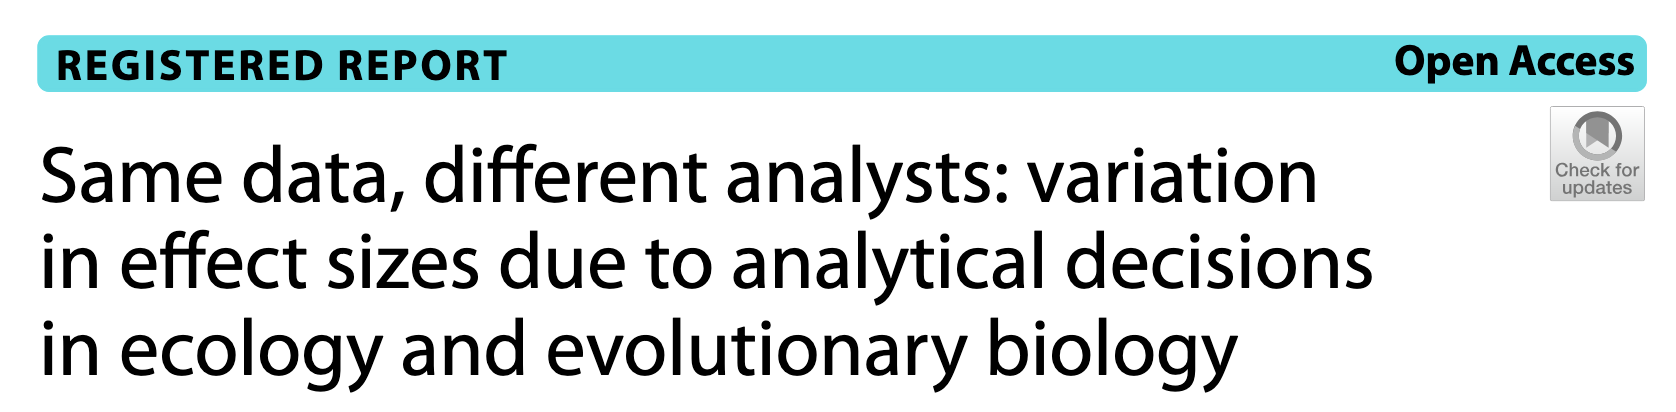 REGISTERED REPORT
Open Access
Check for
updates
Same data, different analysts: variation
in effect sizes due to analytical decisions
in ecology and evolutionary biology